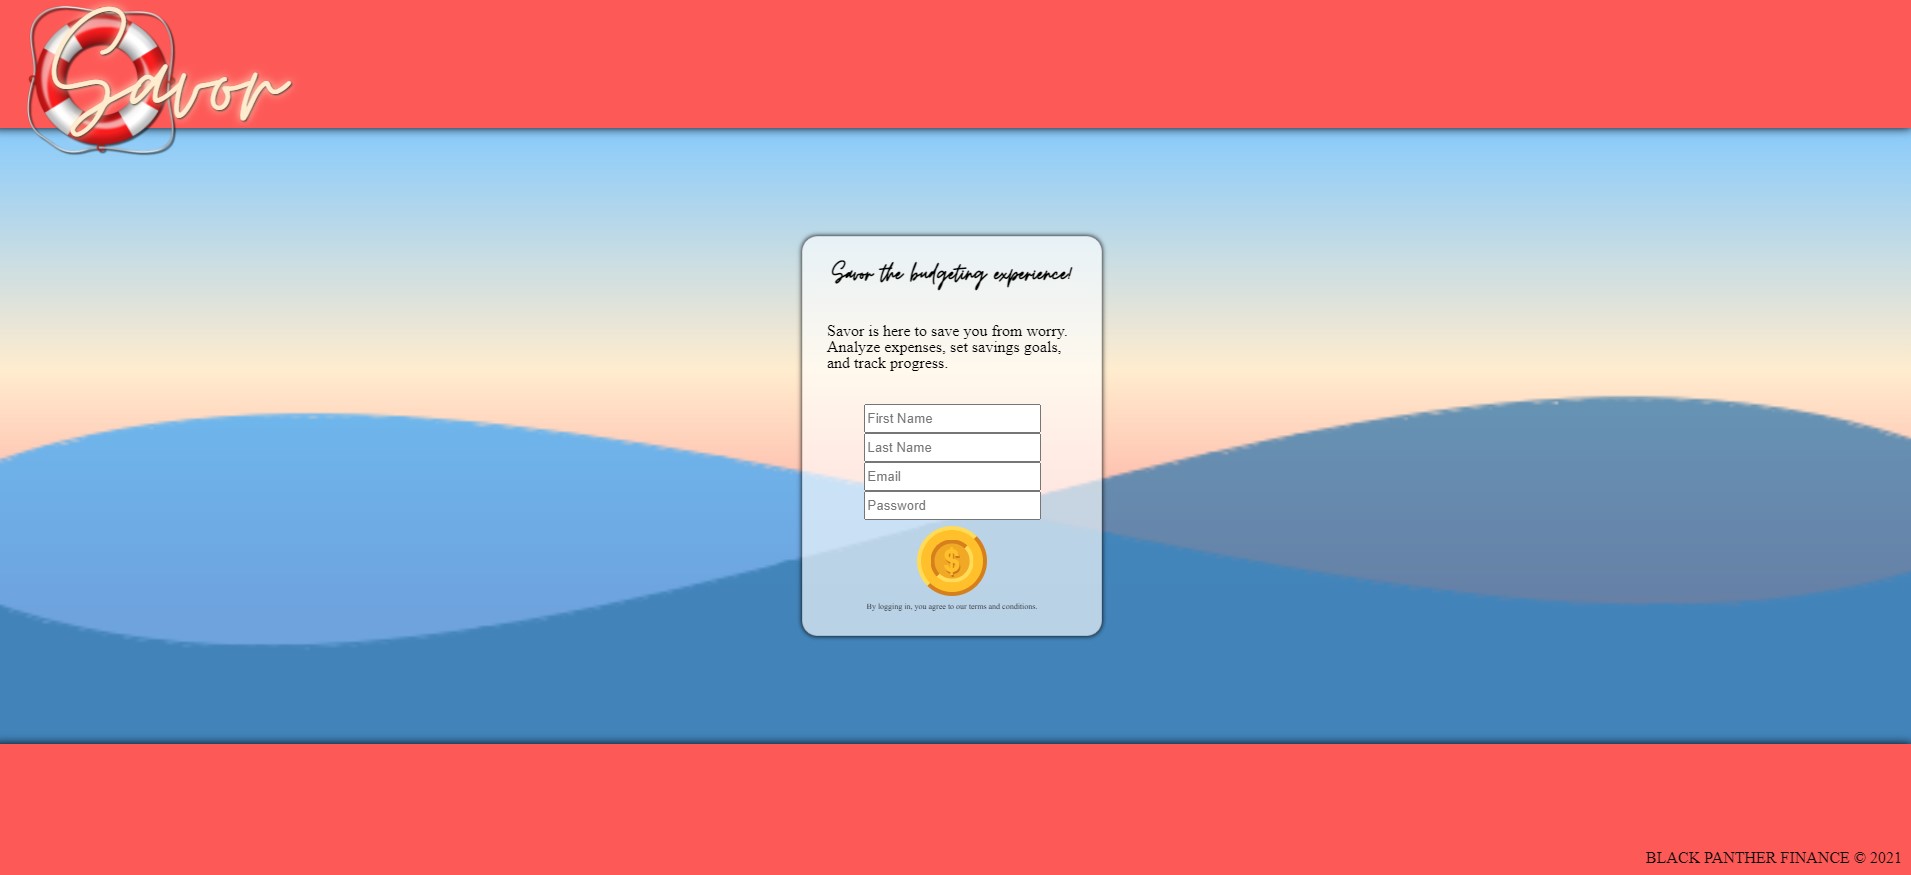 Savor
Savor the budgeting experience!
Savor is here to save you from worry.
Analyze expenses, set savings goals,
and track progress.
First Name
Last Name
Email
Password
$
By logging in, you agree to our terms and conditions.
BLACK PANTHER FINANCE © 2021